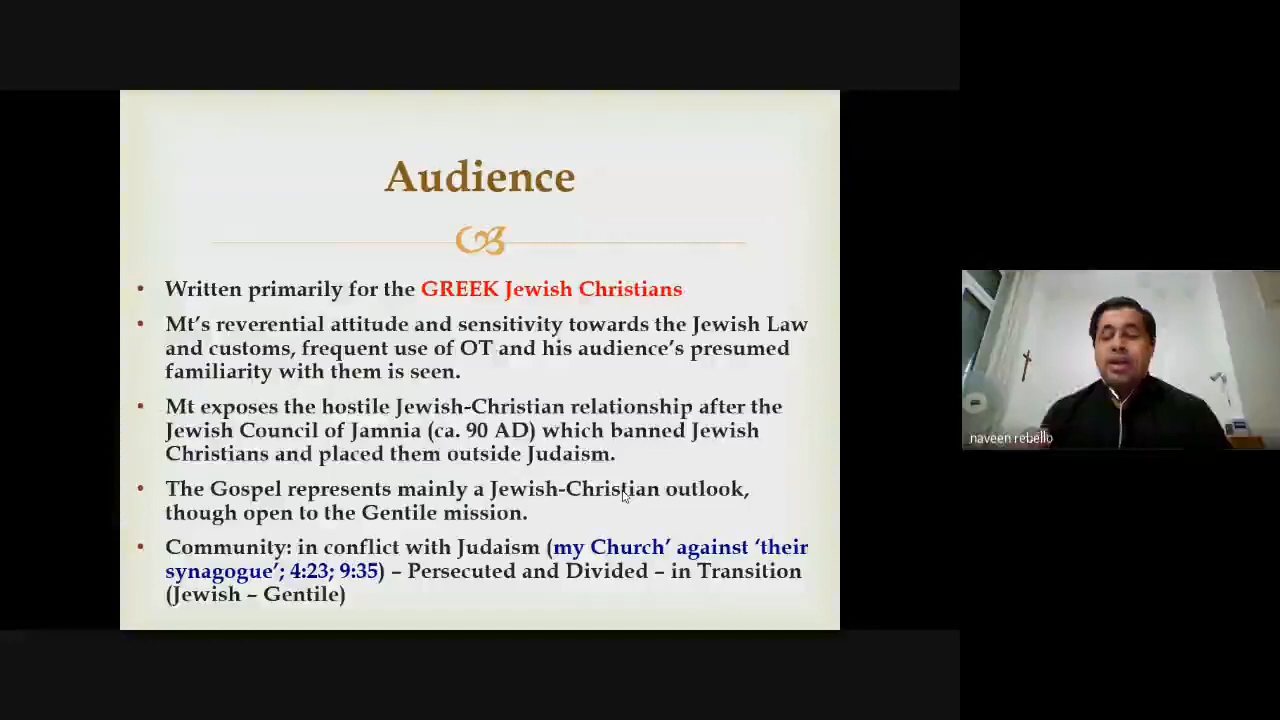 Audience
• Written primarily for the GREEK Jewish Christians
• Mt's reverential attitude and sensitivity towards the Jewish Law
and customs, frequent use of OT and his audience's presumed
familiarity with them is seen.
• Mt exposes the hostile Jewish-Christian relationship after the
Jewish Council of Jamnia (ca. 90 AD) which banned Jewish
Christians and placed them outside Judaism.
• The Gospel represents mainly a Jewish-Christian outlook,
though open to the Gentile mission.
• Community: in conflict with Judaism (my Church' against 'their
synagogue'; 4:23; 9:35) – Persecuted and Divided – in Transition
(Jewish – Gentile)
naveen rebello